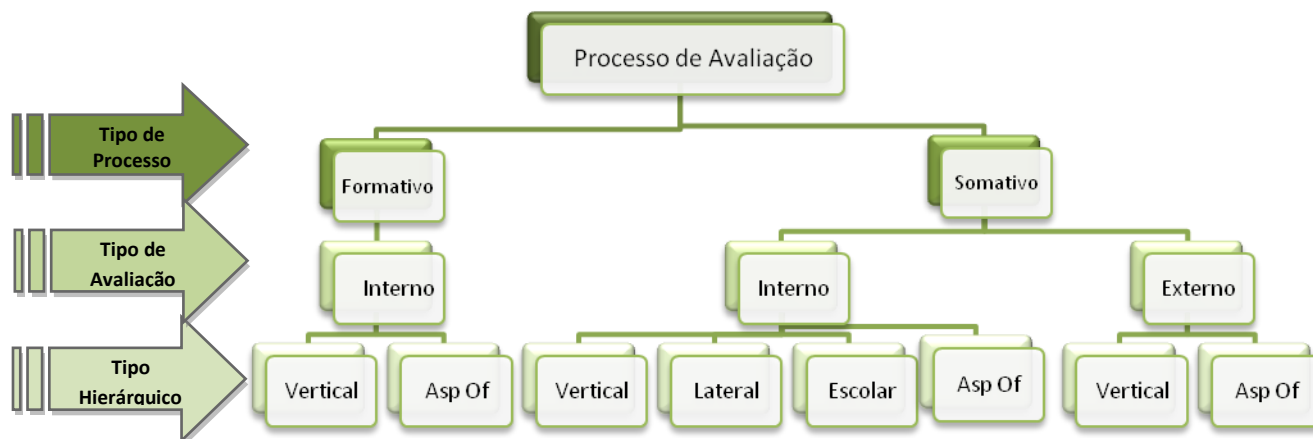 Processo de Avaliação
Tipo de
Processo
Formativo
Somativo
Tipo de
Avaliação
Interno
Interno
Externo
Tipo
Hierárquico
Vertical
Asp Of
Vertical
Lateral
Escolar
Asp Of
Vertical
Asp Of